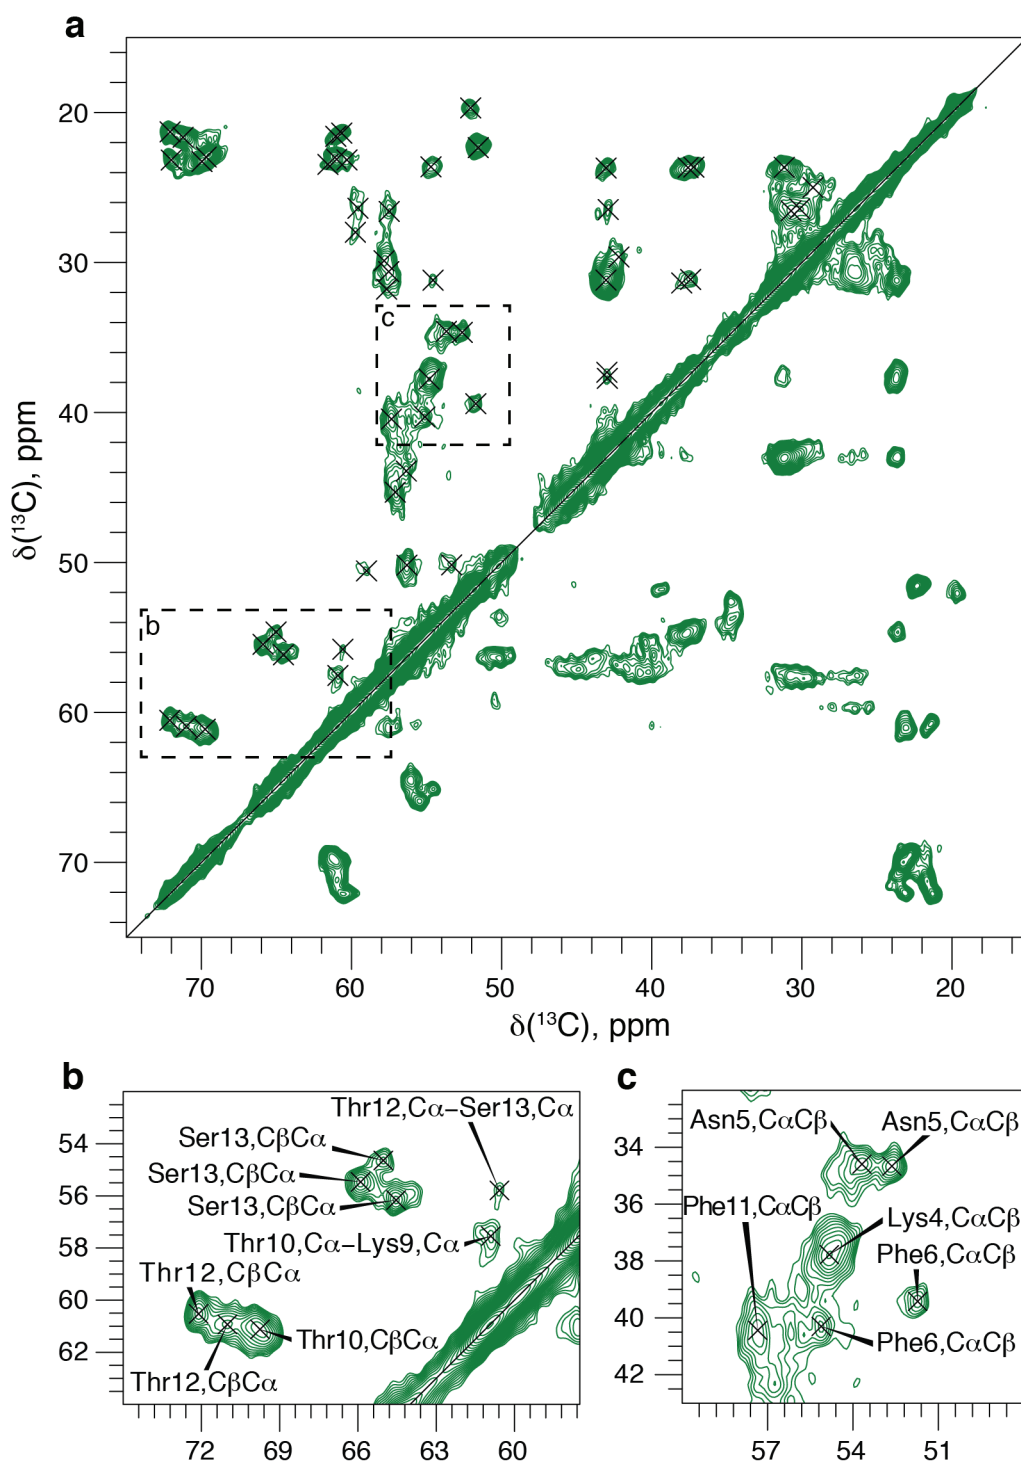 a
20
30
40
50
60
70
δ(¹³C), ppm
c
b
70 60 50 40 30 20
δ(¹³C), ppm
b
Thr12,Cα–Ser13,Cα
Ser13,CβCα
Ser13,CβCα
Ser13,CβCα
Thr10,Cα–Lys9,Cα
Thr12,CβCα
Thr10,CβCα
Thr12,CβCα
54
56
58
60
62
72 69 66 63 60
c
Asn5,CαCβ
Asn5,CαCβ
Phe11,CαCβ
Lys4,CαCβ
Phe6,CαCβ
Phe6,CαCβ
34
36
38
40
42
57 54 51